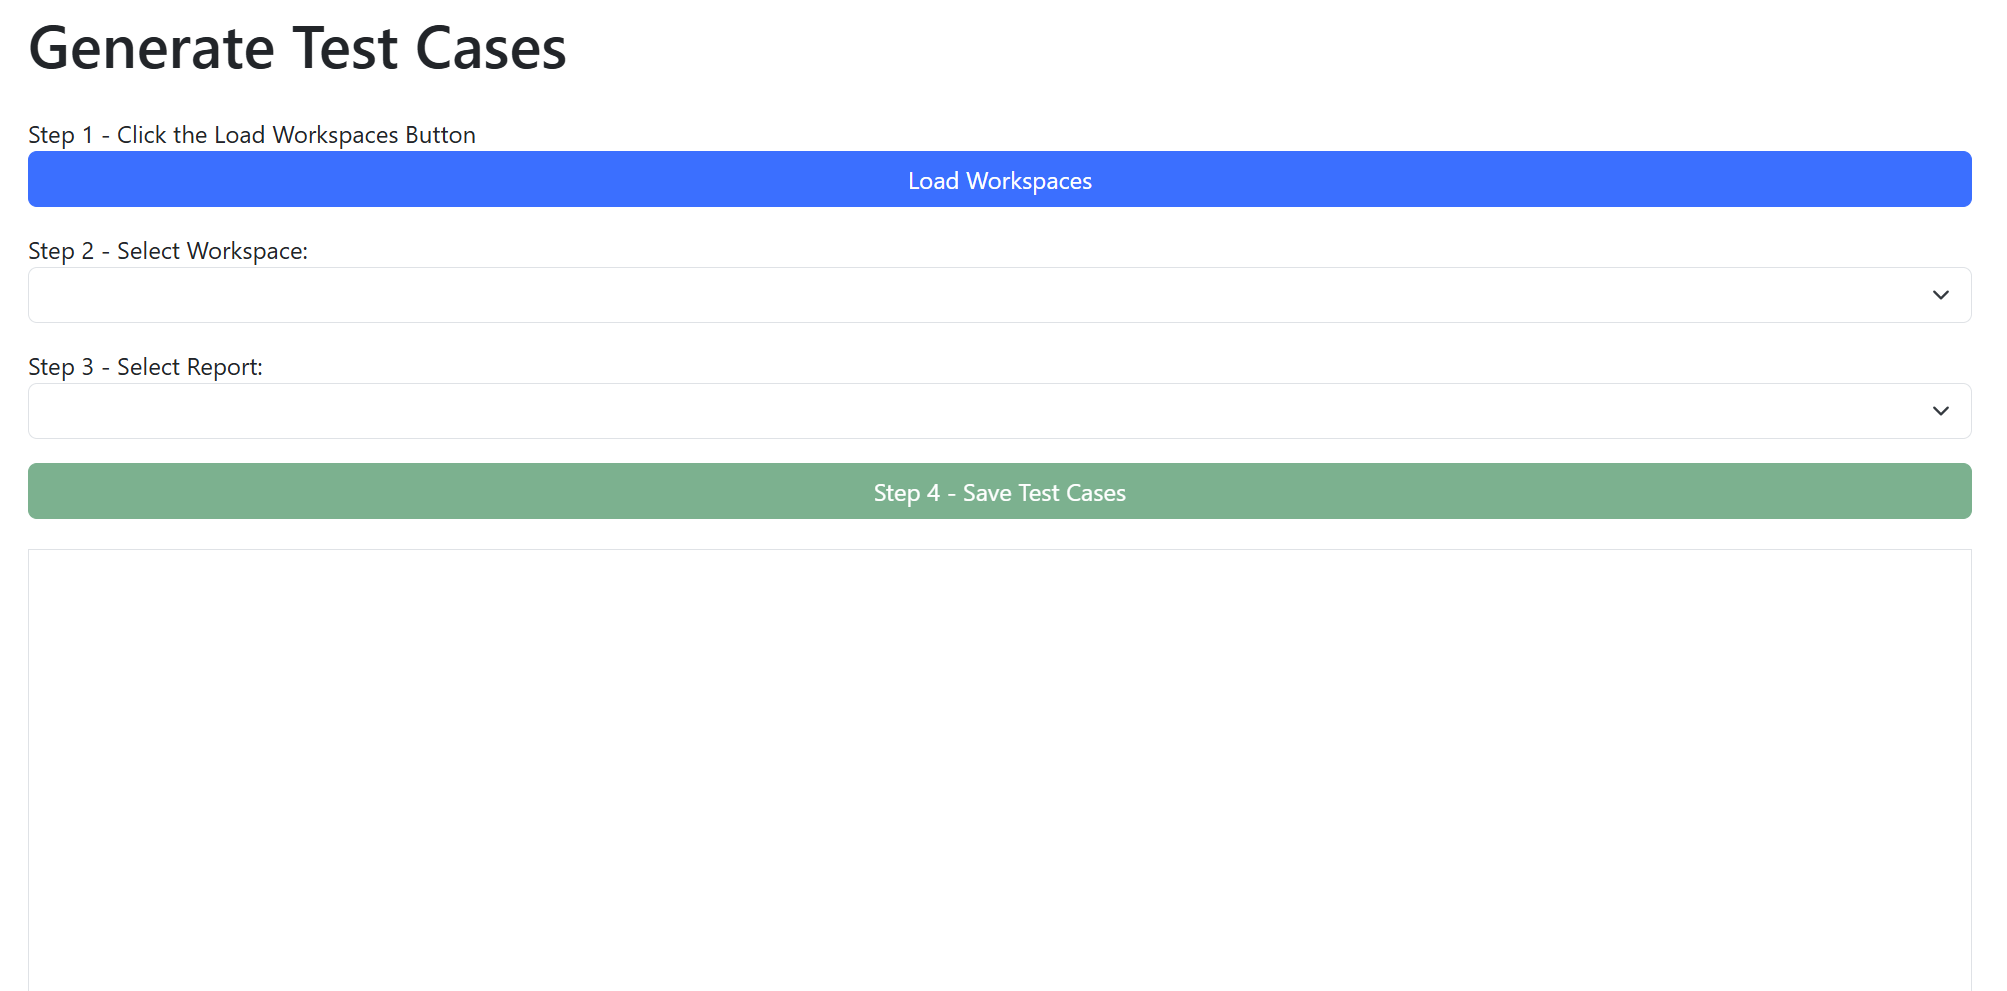 Generate Test Cases
Step 1 - Click the Load Workspaces Button
Load Workspaces
Step 2 - Select Workspace:
Step 3 - Select Report:
Step 4 - Save Test Cases